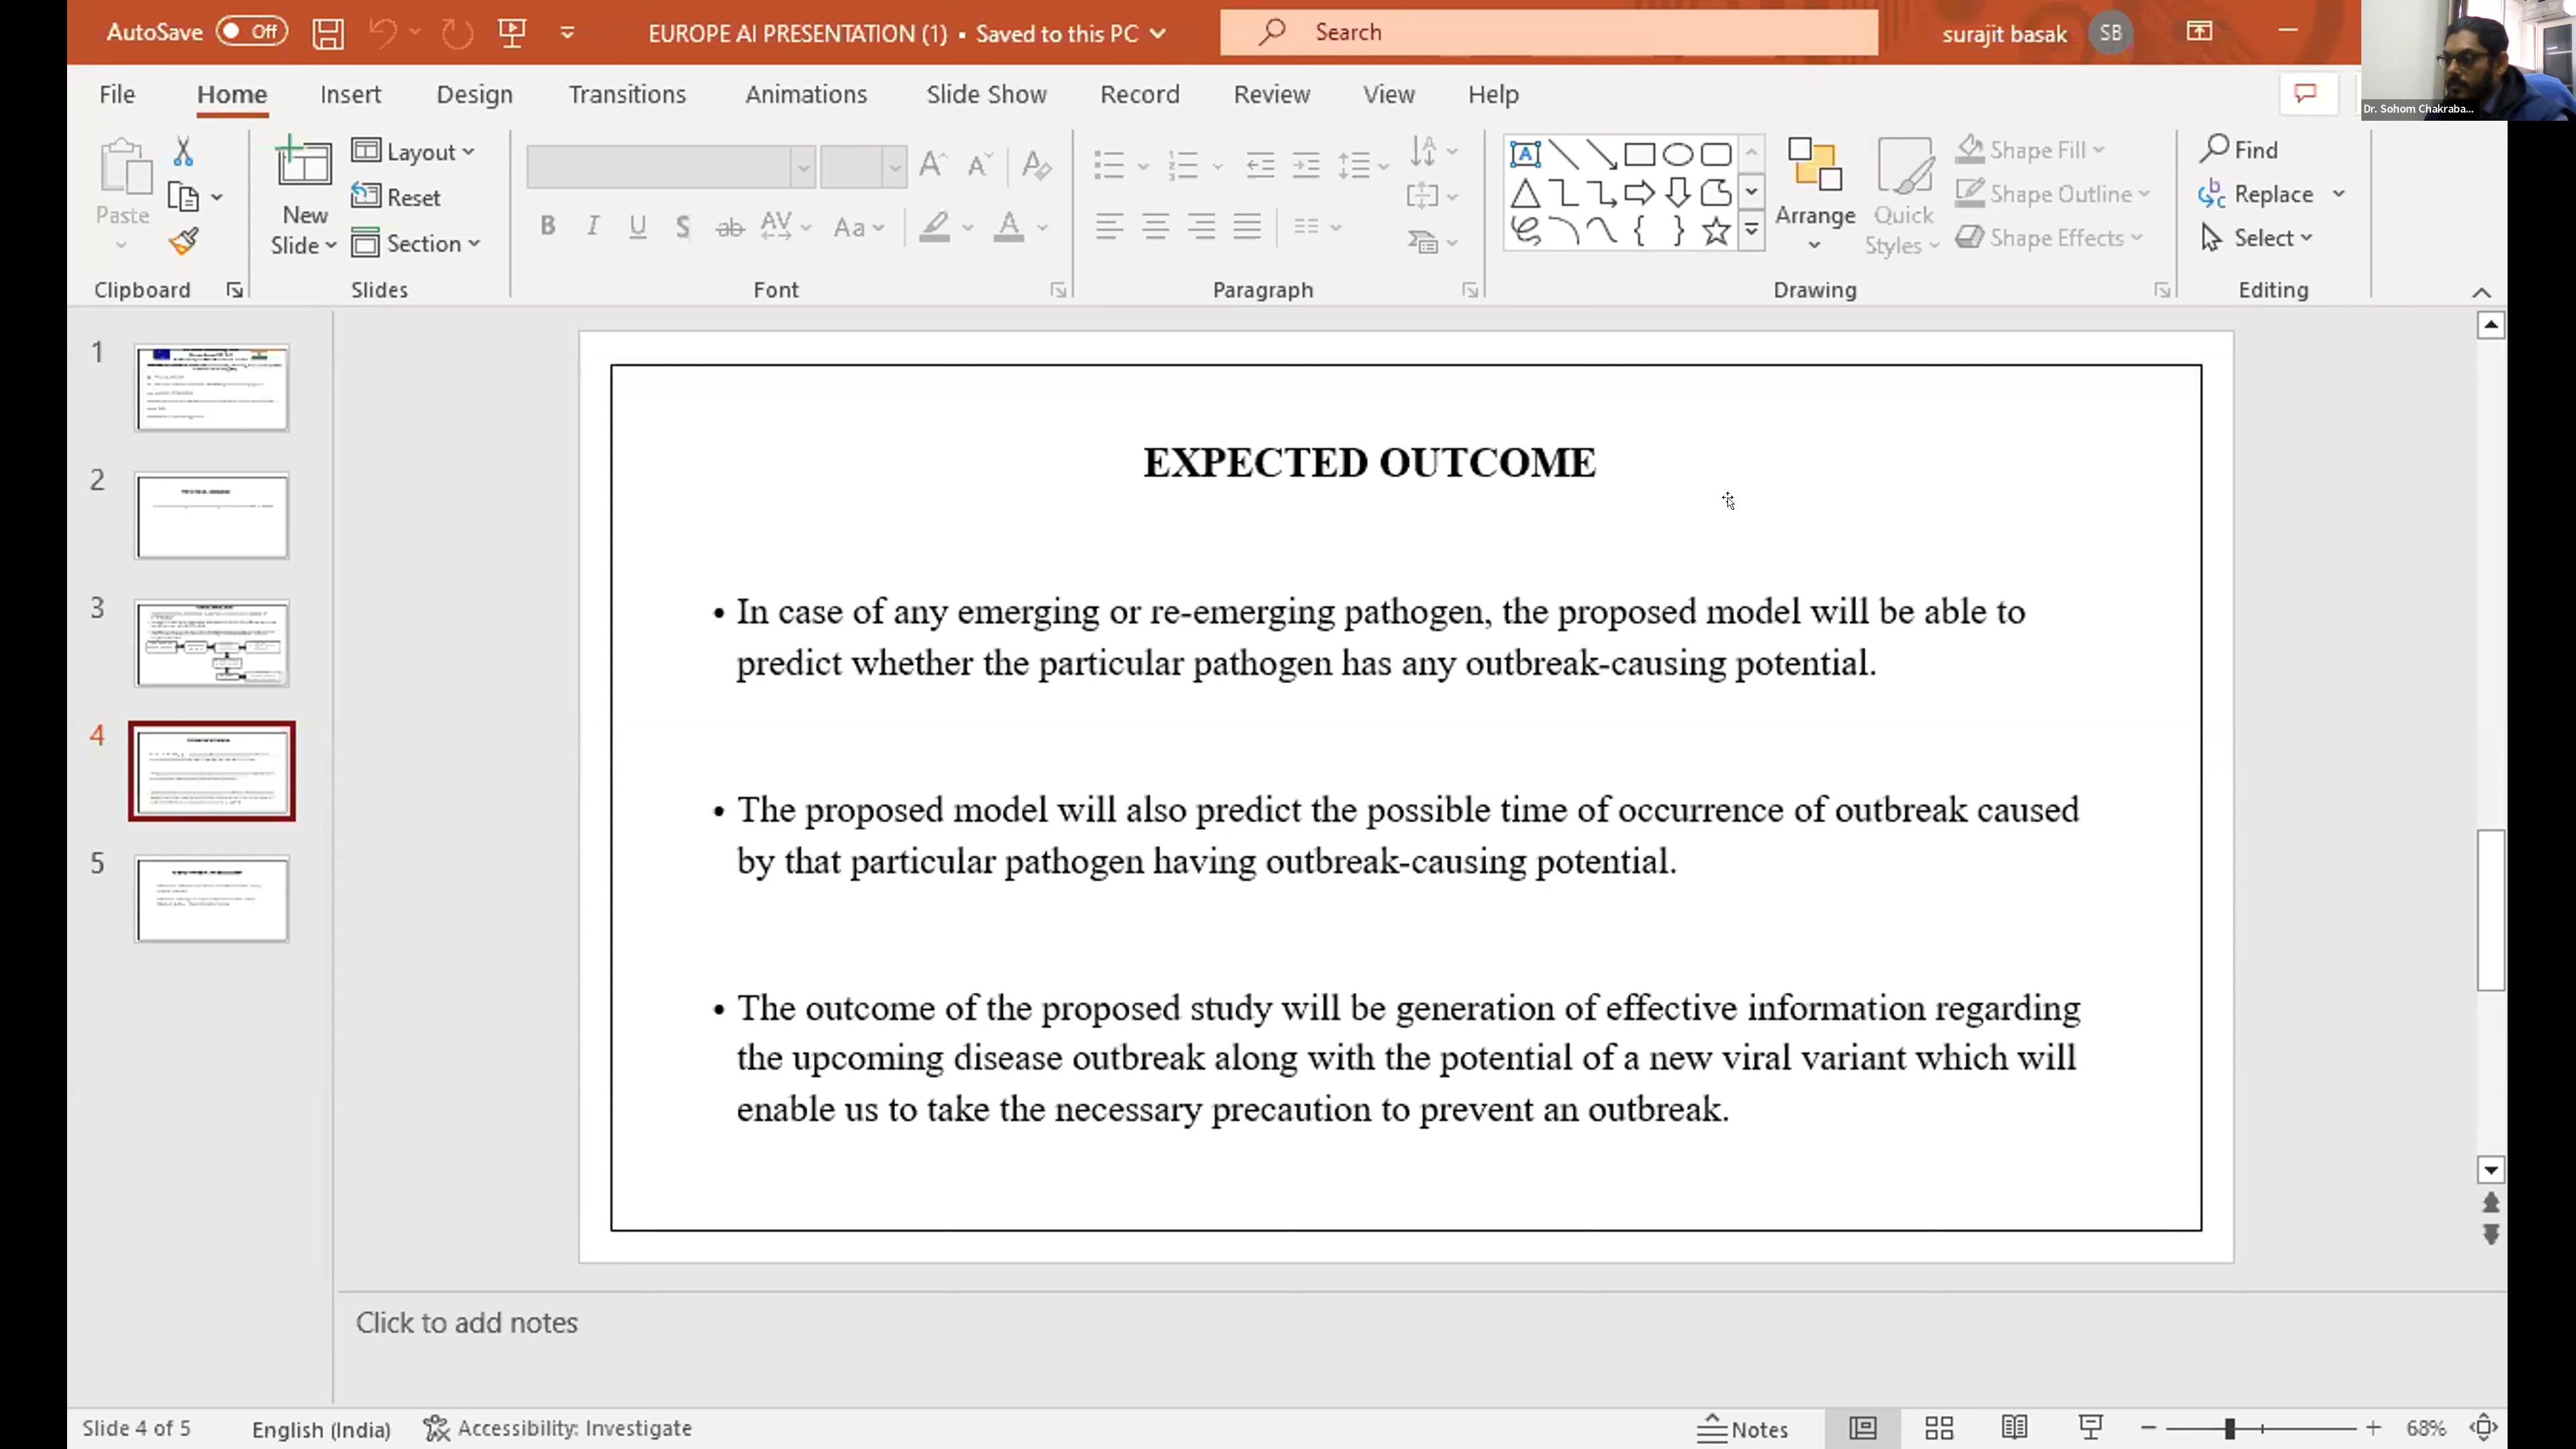 AutoSave Off EUROPE AI PRESENTATION (1) • Saved to this PC Search surajit basak SB
Dr. Sohom Chakraba...
File Home Insert Design Transitions Animations Slide Show Record Review View Help
Paste
Clipboard
New
Slide
Layout
Reset
Section
Slides
B I U S ab AV Aa A
Font
Paragraph
Arrange
Quick
Styles
Shape Fill
Shape Outline
Shape Effects
Drawing
Find
Replace
Select
Editing
1
2
3
4
5
EXPECTED OUTCOME
• In case of any emerging or re-emerging pathogen, the proposed model will be able to
predict whether the particular pathogen has any outbreak-causing potential.
• The proposed model will also predict the possible time of occurrence of outbreak caused
by that particular pathogen having outbreak-causing potential.
• The outcome of the proposed study will be generation of effective information regarding
the upcoming disease outbreak along with the potential of a new viral variant which will
enable us to take the necessary precaution to prevent an outbreak.
Click to add notes
Slide 4 of 5 English (India) Accessibility: Investigate Notes 68%